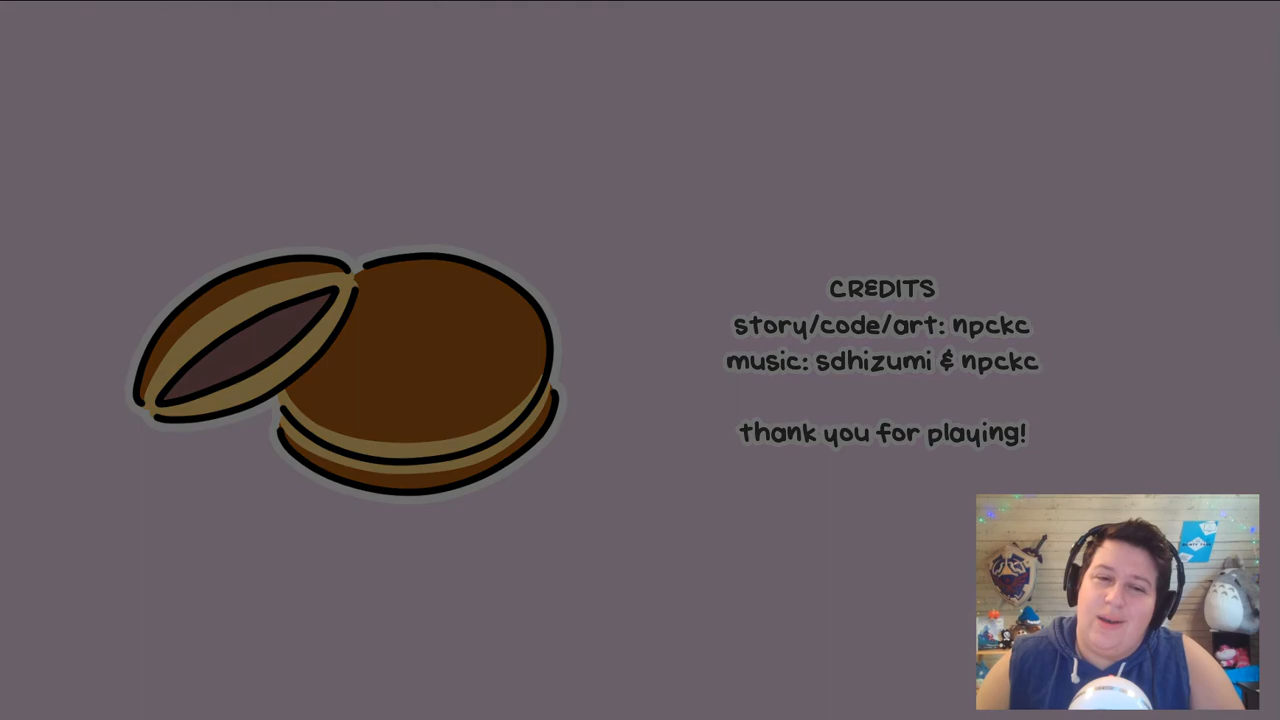 CREDITS
story/code/art: npckc
music: sdhizumi & npckc
thank you for playing!